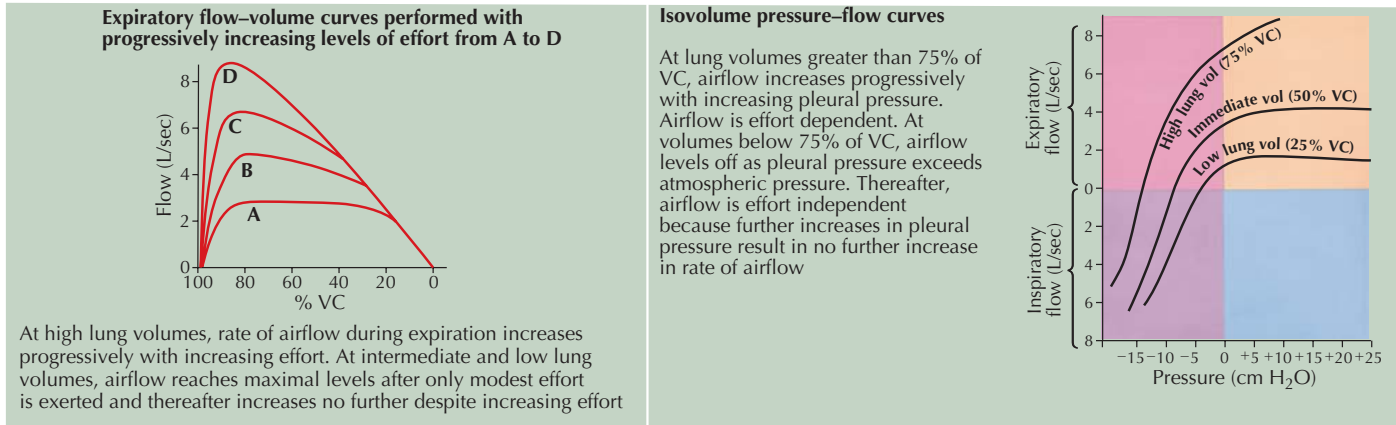 Expiratory flow–volume curves performed with
progressively increasing levels of effort from A to D
Flow (L/sec)
8
6
4
2
0
D
C
B
A
100 80 60 40 20 0
% VC
At high lung volumes, rate of airflow during expiration increases
progressively with increasing effort. At intermediate and low lung
volumes, airflow reaches maximal levels after only modest effort
is exerted and thereafter increases no further despite increasing effort
Isovolume pressure–flow curves
At lung volumes greater than 75% of
VC, airflow increases progressively
with increasing pleural pressure.
Airflow is effort dependent. At
volumes below 75% of VC, airflow
levels off as pleural pressure exceeds
atmospheric pressure. Thereafter,
airflow is effort independent
because further increases in pleural
pressure result in no further increase
in rate of airflow
Expiratory
flow (L/sec)
Inspiratory
flow (L/sec)
8
6
4
2
0
2
4
6
8
High lung vol (75% VC)
Immediate vol (50% VC)
Low lung vol (25% VC)
−15 −10 −5 0 +5 +10 +15 +20 +25
Pressure (cm H₂O)